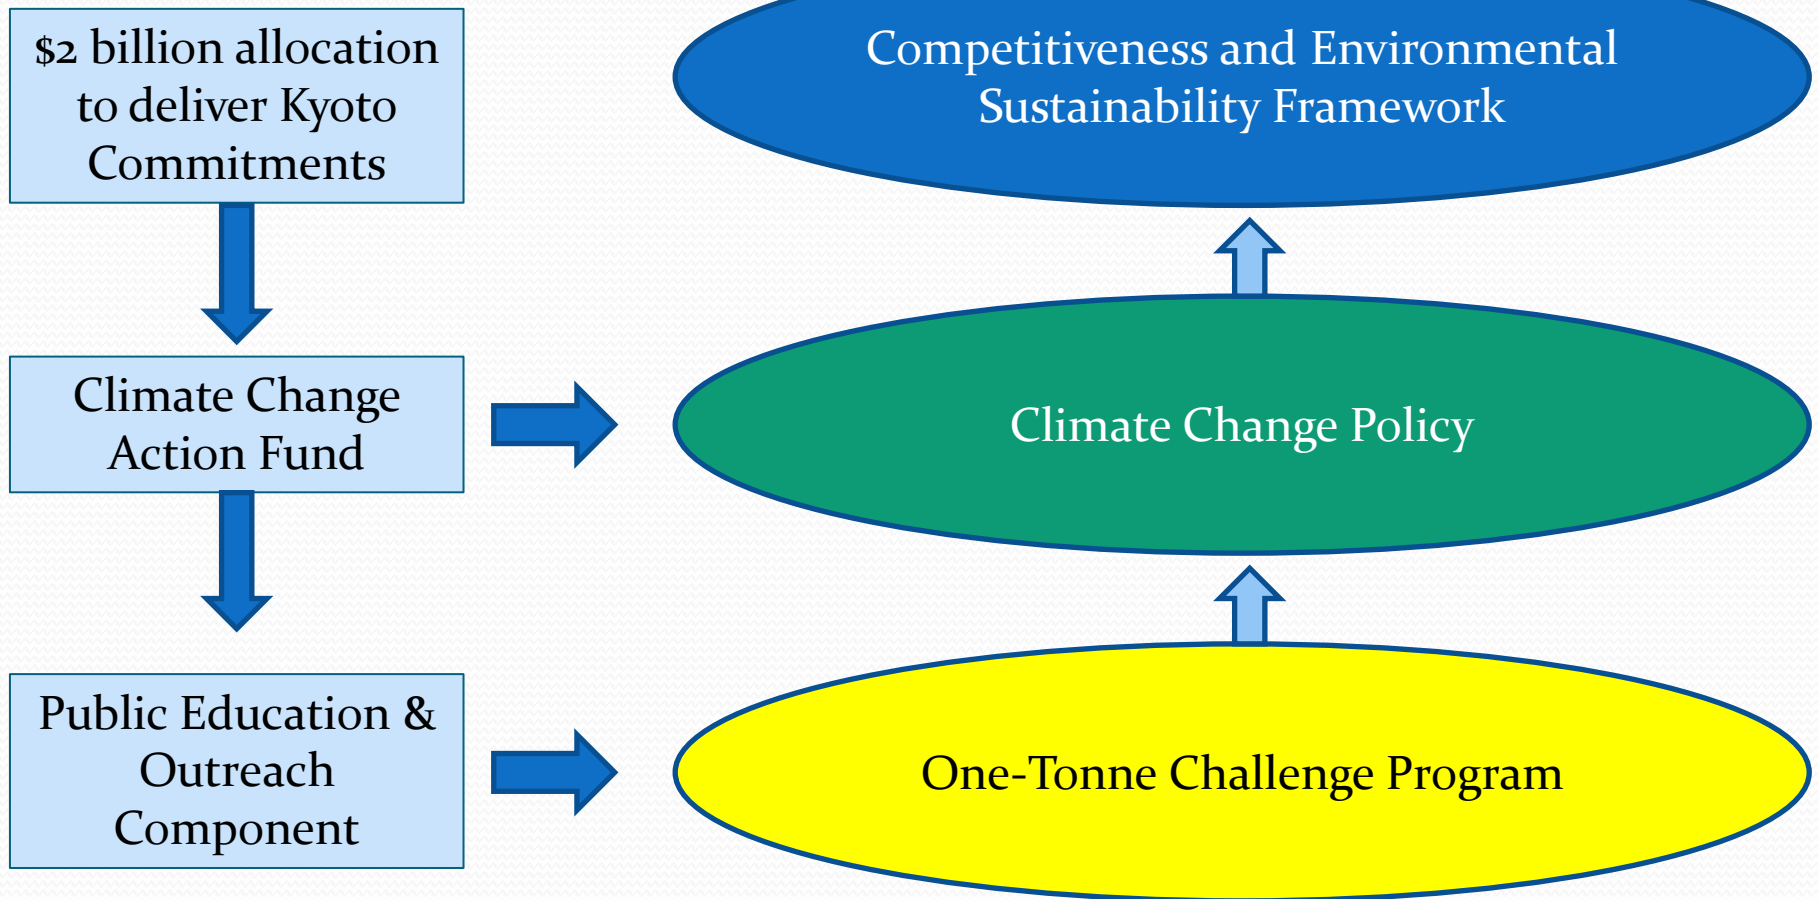 $2 billion allocation
to deliver Kyoto
Commitments
Competitiveness and Environmental
Sustainability Framework
Climate Change
Action Fund
Climate Change Policy
Public Education &
Outreach
Component
One-Tonne Challenge Program